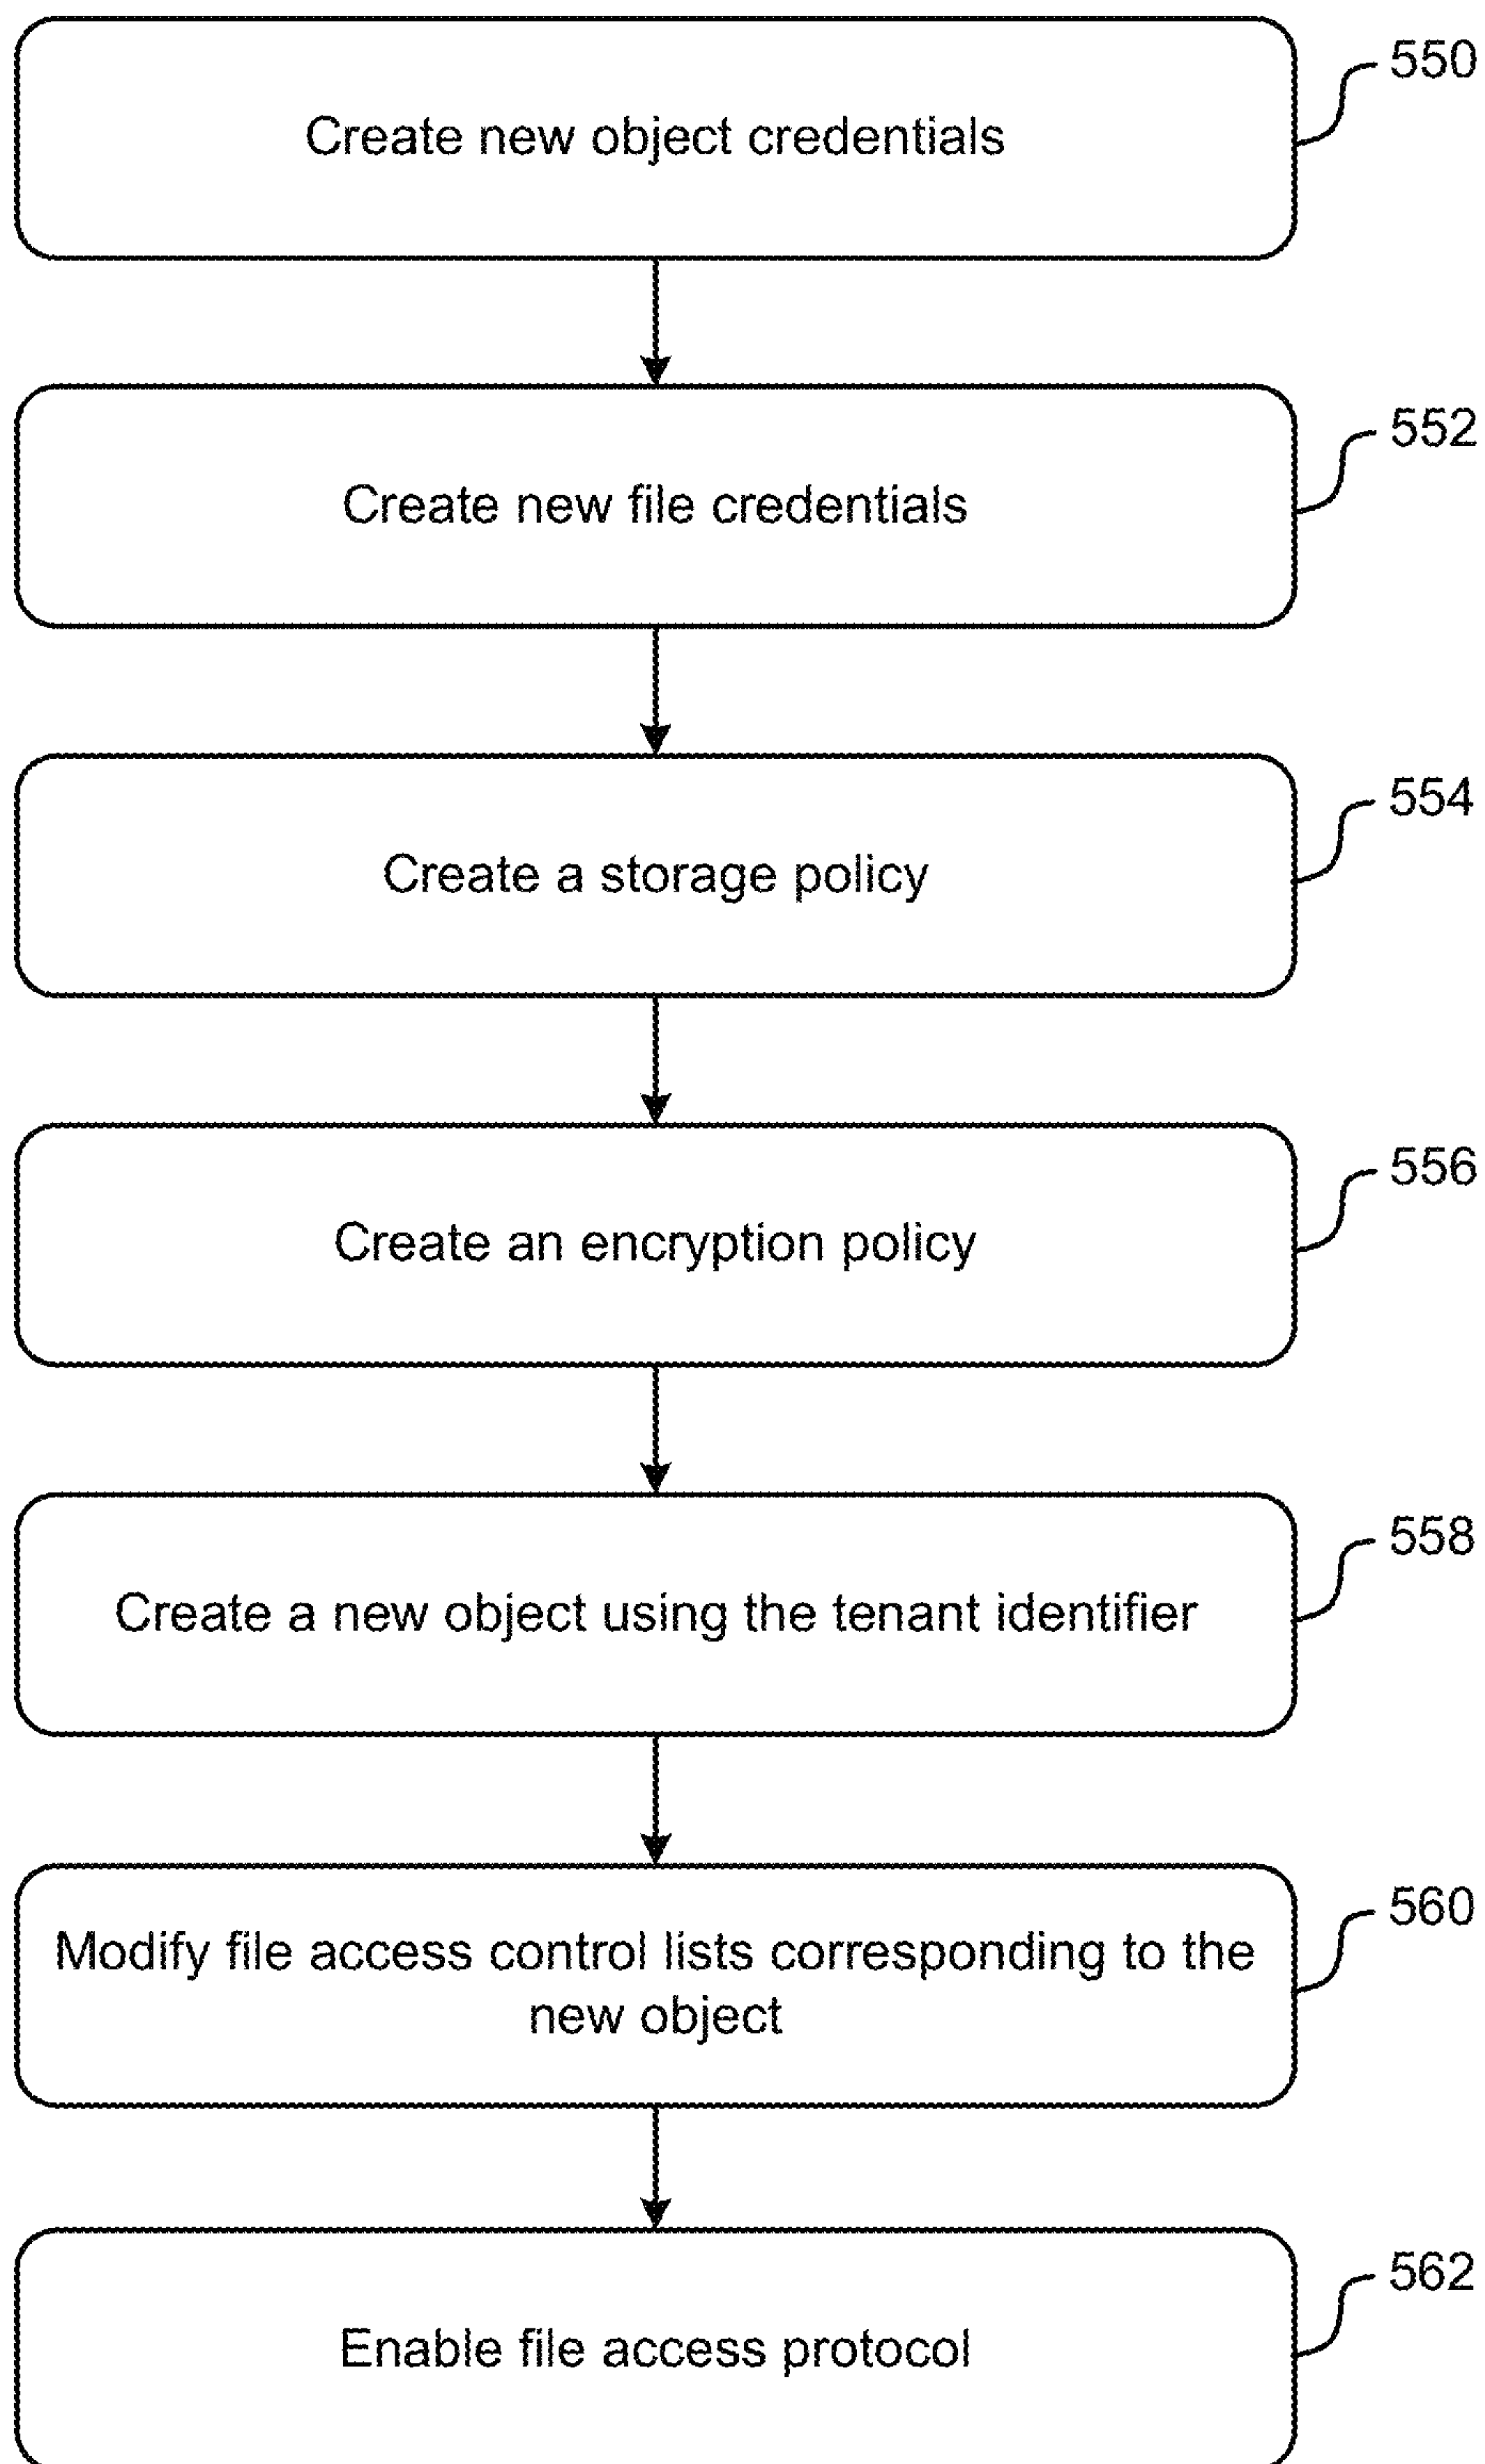 550
Create new object credentials
552
Create new file credentials
554
Create a storage policy
556
Create an encryption policy
558
Create a new object using the tenant identifier
560
Modify file access control lists corresponding to the
new object
562
Enable file access protocol